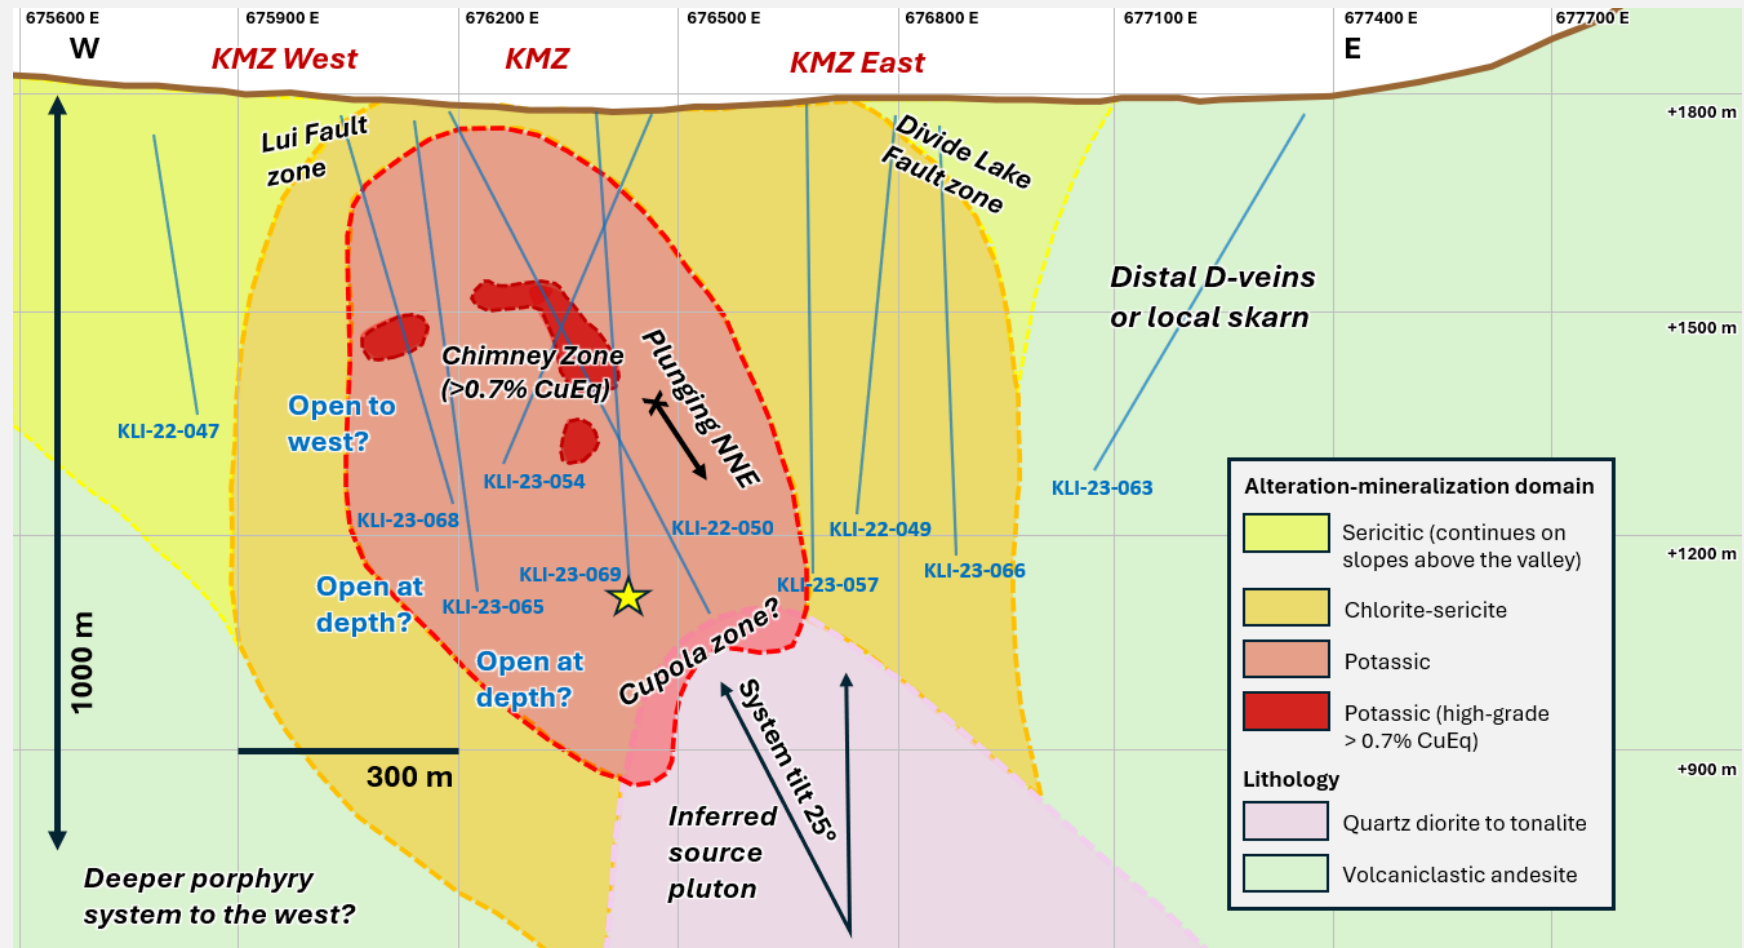 675600 E
675900 E
676200 E
676500 E
676800 E
677100 E
677400 E
677700 E
W
KMZ West
KMZ
KMZ East
E
+1800 m
Lui Fault
zone
Divide Lake
Fault zone
Distal D-veins
or local skarn
+1500 m
Chimney Zone
(>0.7% CuEq)
Plunging NNE
Open to
west?
KLI-22-047
KLI-23-054
KLI-23-063
KLI-23-068
KLI-22-050
KLI-22-049
+1200 m
KLI-23-069
KLI-23-057
KLI-23-066
Open at
depth?
KLI-23-065
Cupola zone?
Open at
depth?
1000 m
System tilt 25°
+900 m
300 m
Inferred
source
pluton
Deeper porphyry
system to the west?
Alteration-mineralization domain
Sericitic (continues on
slopes above the valley)
Chlorite-sericite
Potassic
Potassic (high-grade
> 0.7% CuEq)
Lithology
Quartz diorite to tonalite
Volcaniclastic andesite